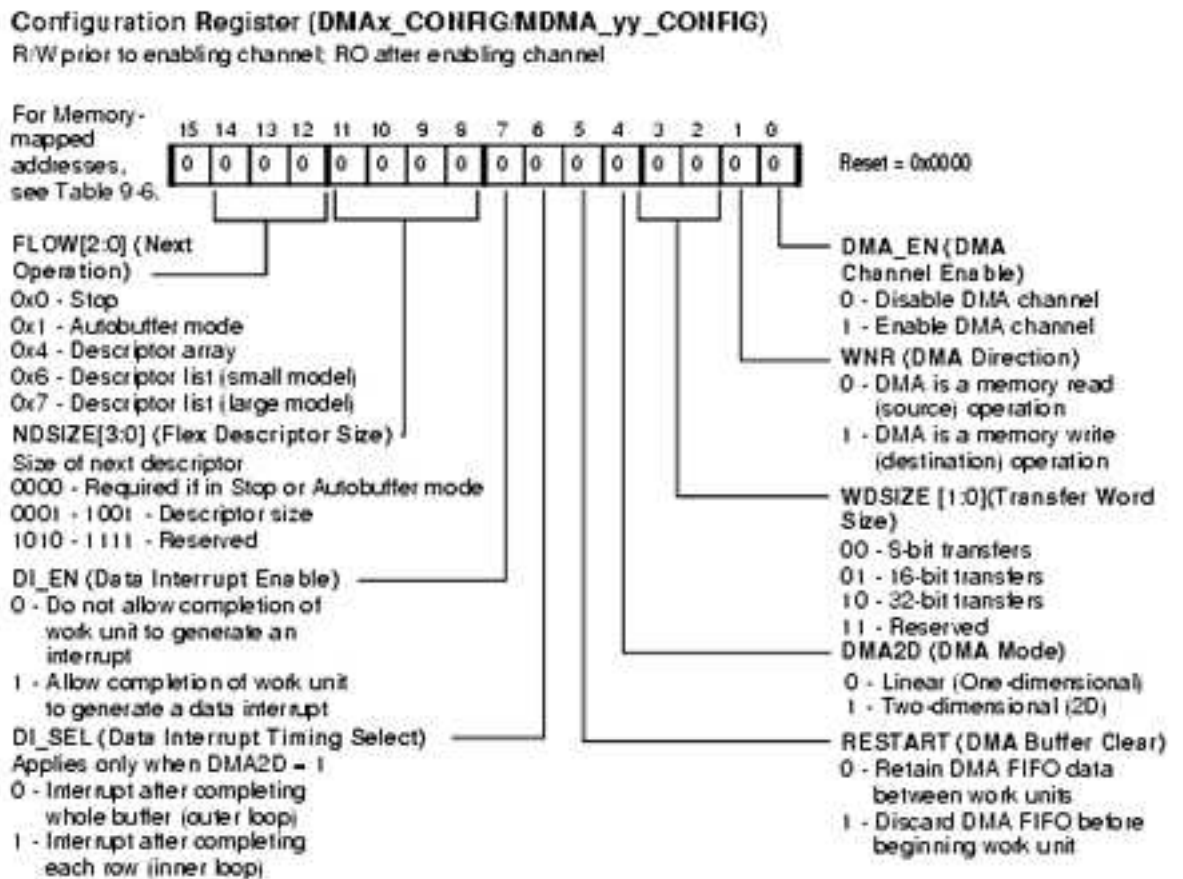 Configuration Register (DMAx_CONFIG/MDMA_yy_CONFIG)
R/W prior to enabling channel; RO after enabling channel
For Memory-
mapped
addresses,
see Table 9-6.
15 14 13 12 11 10 9 8 7 6 5 4 3 2 1 0
0 0 0 0 0 0 0 0 0 0 0 0 0 0 0 0
Reset = 0x0000
FLOW[2:0] (Next
Operation)
0x0 - Stop
0x1 - Autobuffer mode
0x4 - Descriptor array
0x6 - Descriptor list (small model)
0x7 - Descriptor list (large model)
NDSIZE[3:0] (Flex Descriptor Size)
Size of next descriptor
0000 - Required if in Stop or Autobuffer mode
0001 - 1001 - Descriptor size
1010 - 1111 - Reserved
DI_EN (Data Interrupt Enable)
0 - Do not allow completion of
work unit to generate an
interrupt
1 - Allow completion of work unit
to generate a data interrupt
DI_SEL (Data Interrupt Timing Select)
Applies only when DMA2D = 1
0 - Interrupt after completing
whole buffer (outer loop)
1 - Interrupt after completing
each row (inner loop)
DMA_EN (DMA
Channel Enable)
0 - Disable DMA channel
1 - Enable DMA channel
WNR (DMA Direction)
0 - DMA is a memory read
(source) operation
1 - DMA is a memory write
(destination) operation
WDSIZE [1:0](Transfer Word
Size)
00 - 8-bit transfers
01 - 16-bit transfers
10 - 32-bit transfers
11 - Reserved
DMA2D (DMA Mode)
0 - Linear (One-dimensional)
1 - Two-dimensional (2D)
RESTART (DMA Buffer Clear)
0 - Retain DMA FIFO data
between work units
1 - Discard DMA FIFO before
beginning work unit